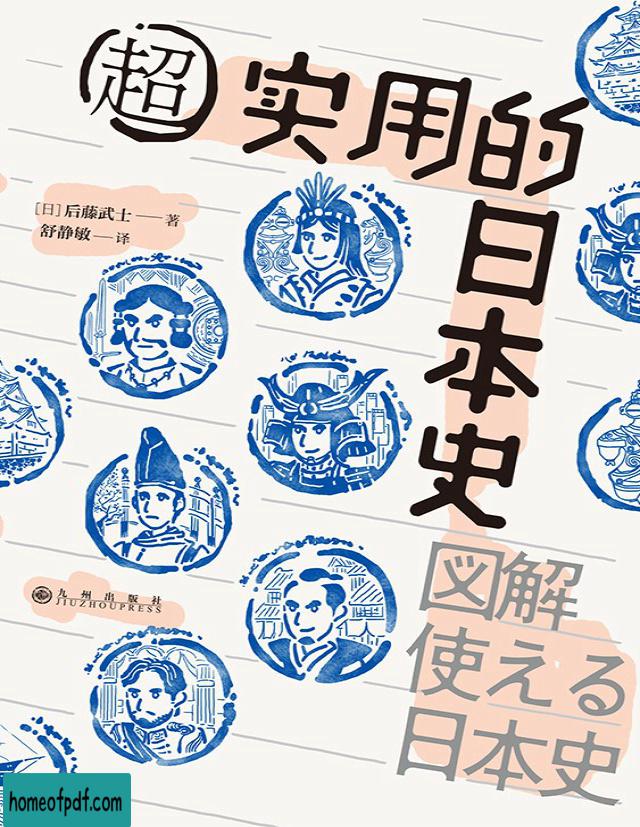 超实用的
日本史
[日]后藤武士——著
舒静敏——译
図解
使える
日本史
九州出版社
JIUZHOUPRESS
homeofpdf.com